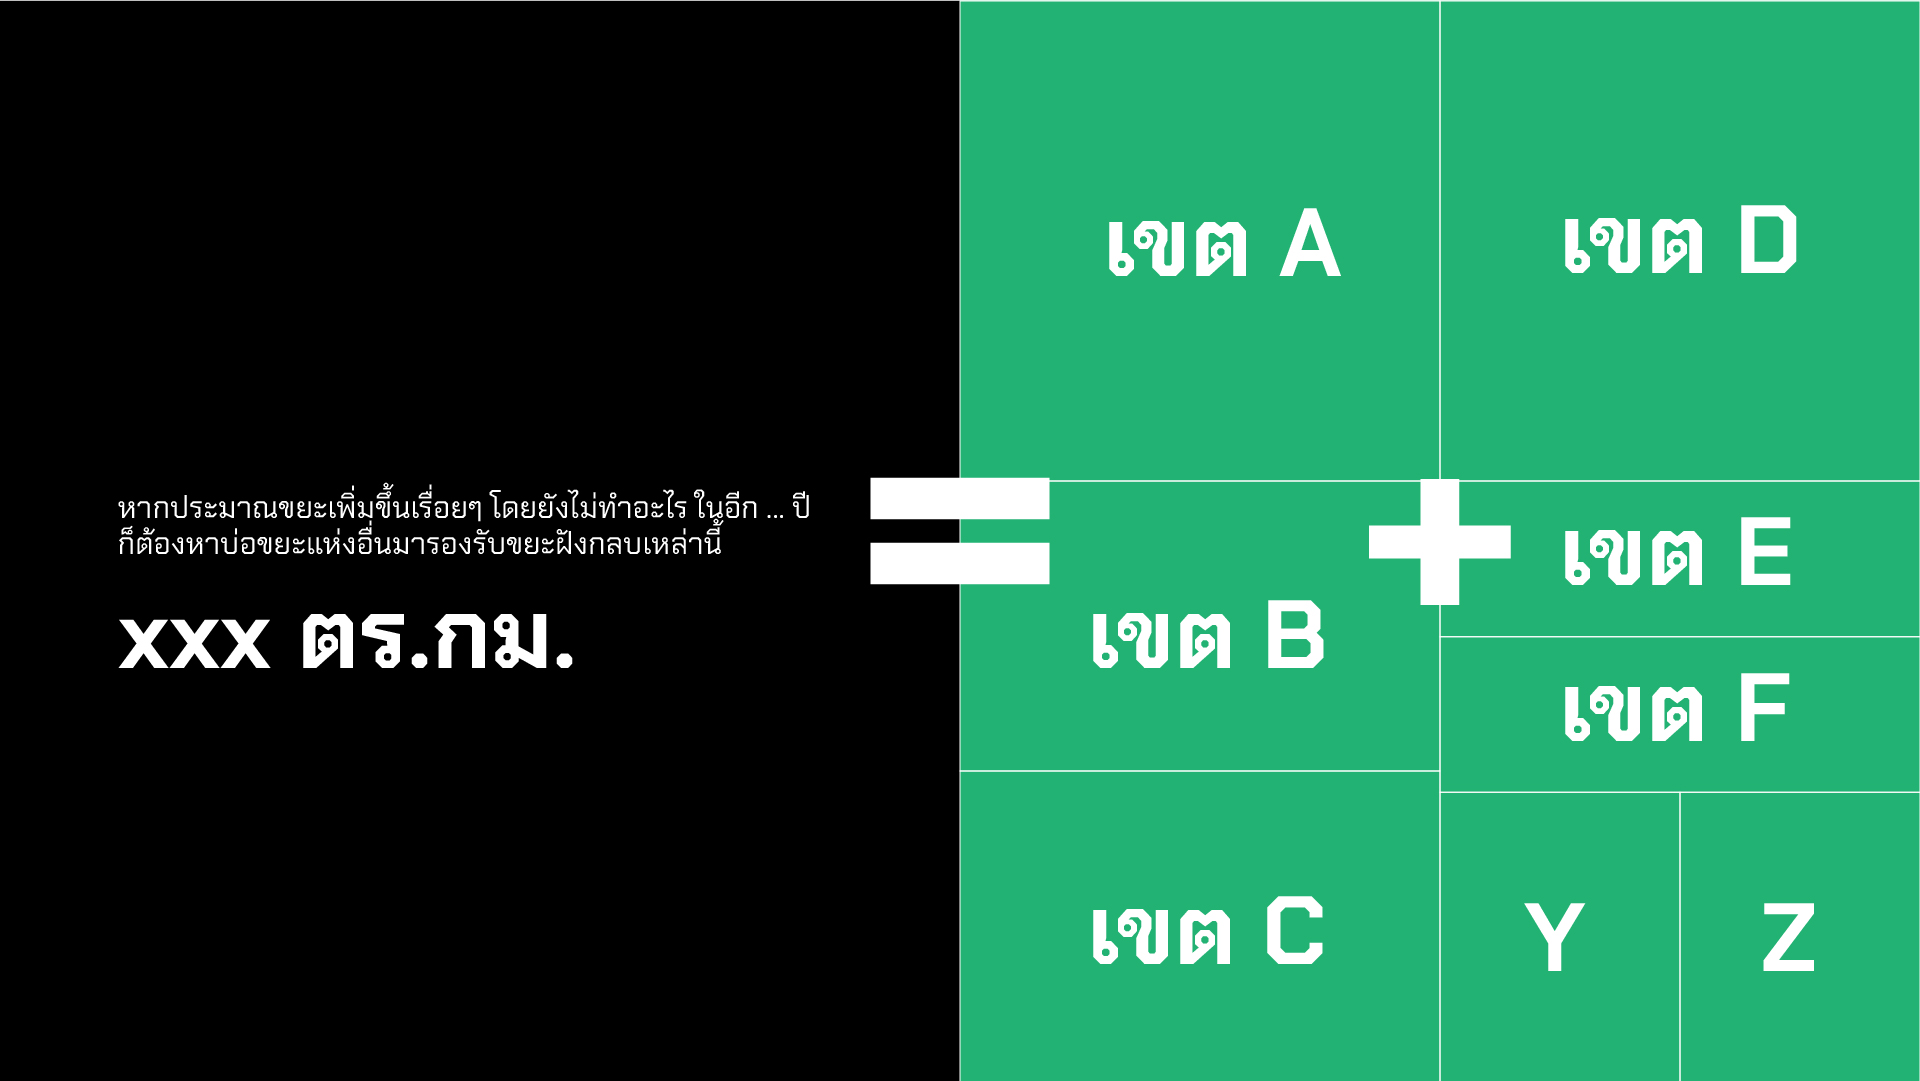 หากประมาณขยะเพิ่มขึ้นเรื่อยๆ โดยยังไม่ทำอะไร ในอีก ... ปี
ก็ต้องหาบ่อขยะแห่งอื่นมารองรับขยะฝังกลบเหล่านี้
xxx ตร.กม.
=
เขต A
เขต B
เขต C
+
เขต D
เขต E
เขต F
Y
Z